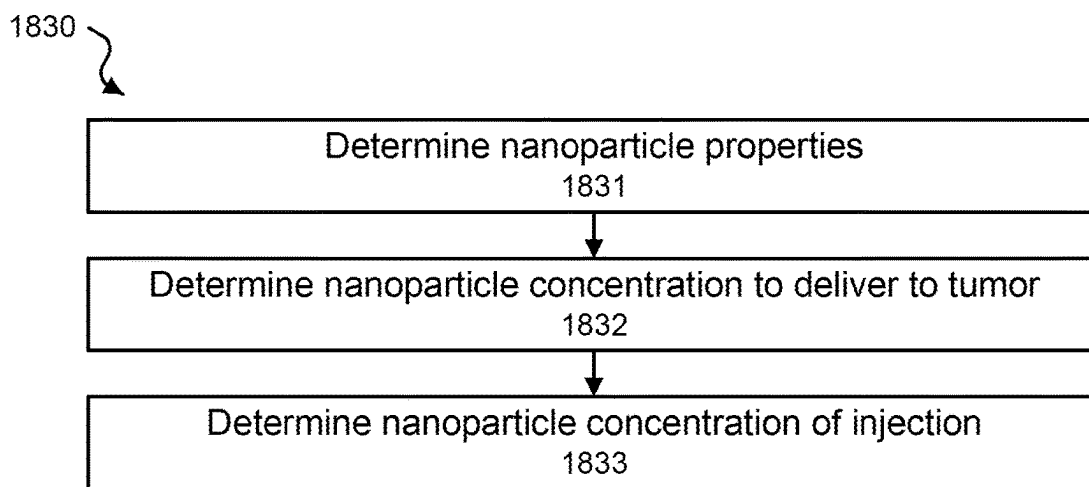 1830
Determine nanoparticle properties
1831
Determine nanoparticle concentration to deliver to tumor
1832
Determine nanoparticle concentration of injection
1833